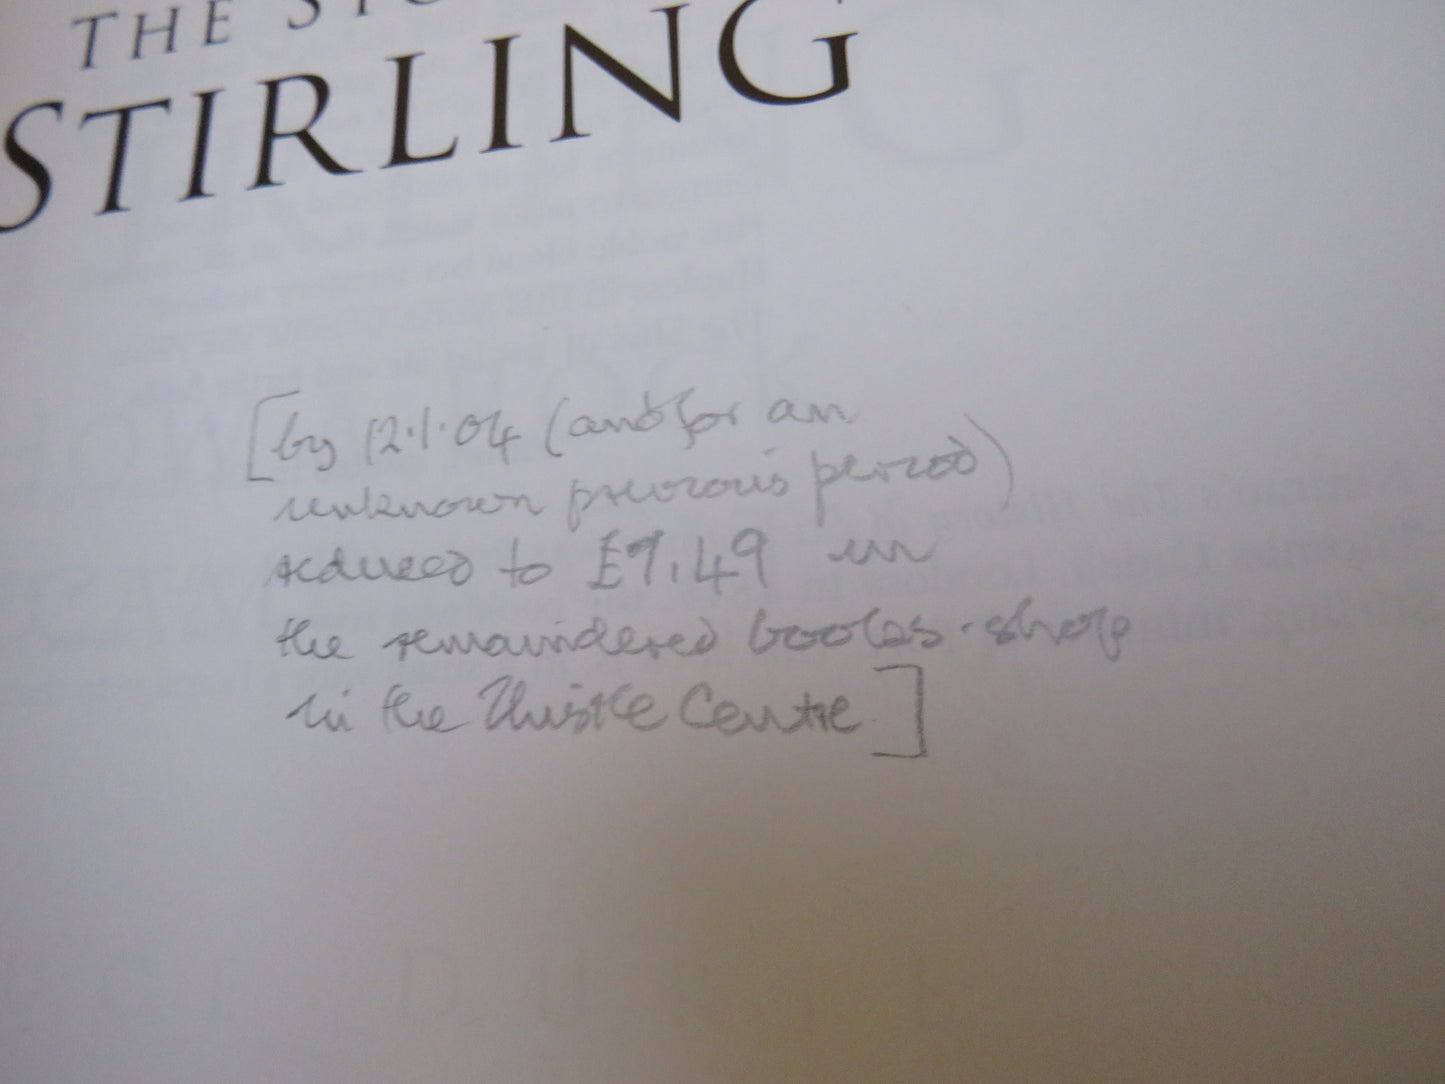 THE
STIRLING
[by 12.1.04 (and for an
unknown previous period)
reduced to £9.49 in
the remaindered books-shop
in the Thistle Centre.]